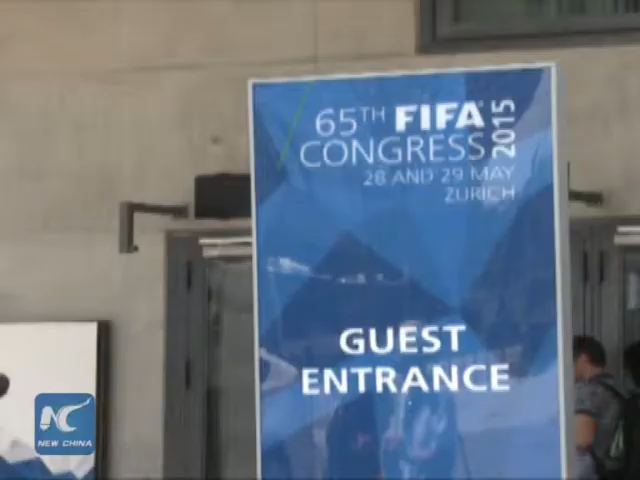 65TH FIFA
CONGRESS 2015
28 AND 29 MAY
ZURICH
GUEST
ENTRANCE
NC
NEW CHINA